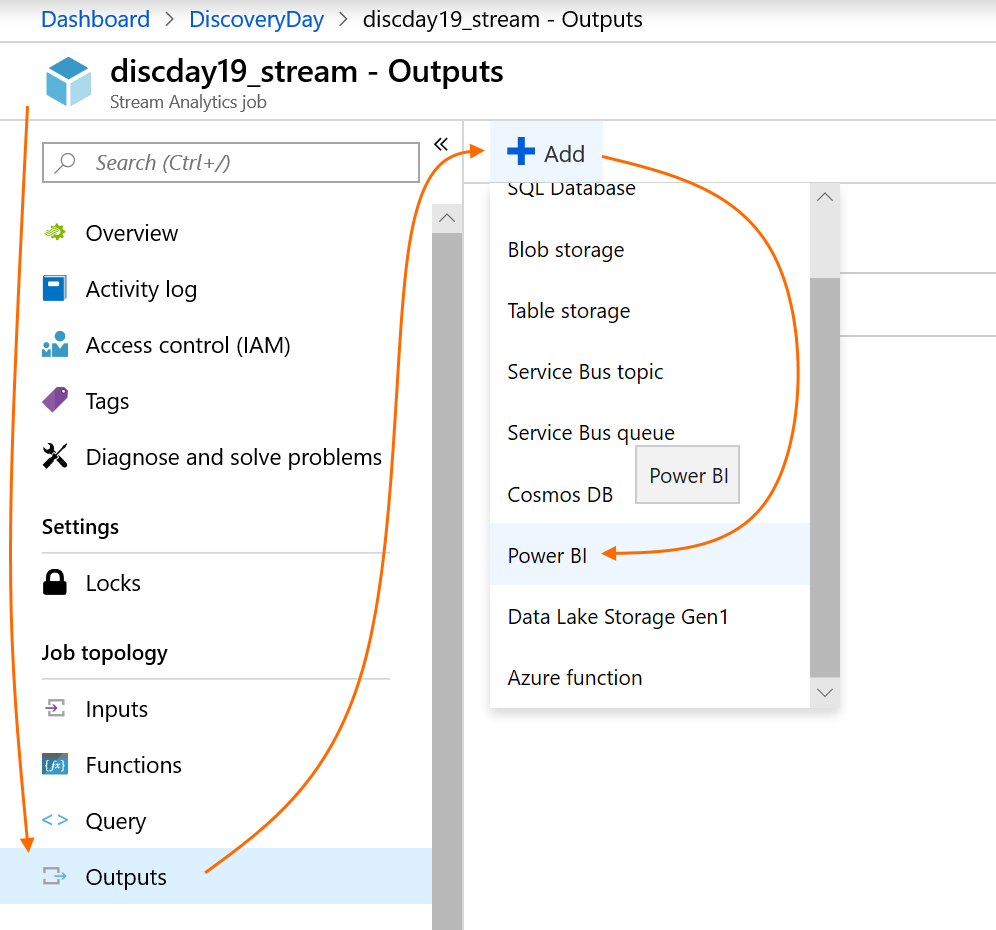 Dashboard > DiscoveryDay > discday19_stream - Outputs
discday19_stream - Outputs
Stream Analytics job
Search (Ctrl+/)
Overview
Activity log
Access control (IAM)
Tags
Diagnose and solve problems
Settings
Locks
Job topology
Inputs
Functions
Query
Outputs
Add
SQL Database
Blob storage
Table storage
Service Bus topic
Service Bus queue
Power BI
Cosmos DB
Power BI
Data Lake Storage Gen1
Azure function